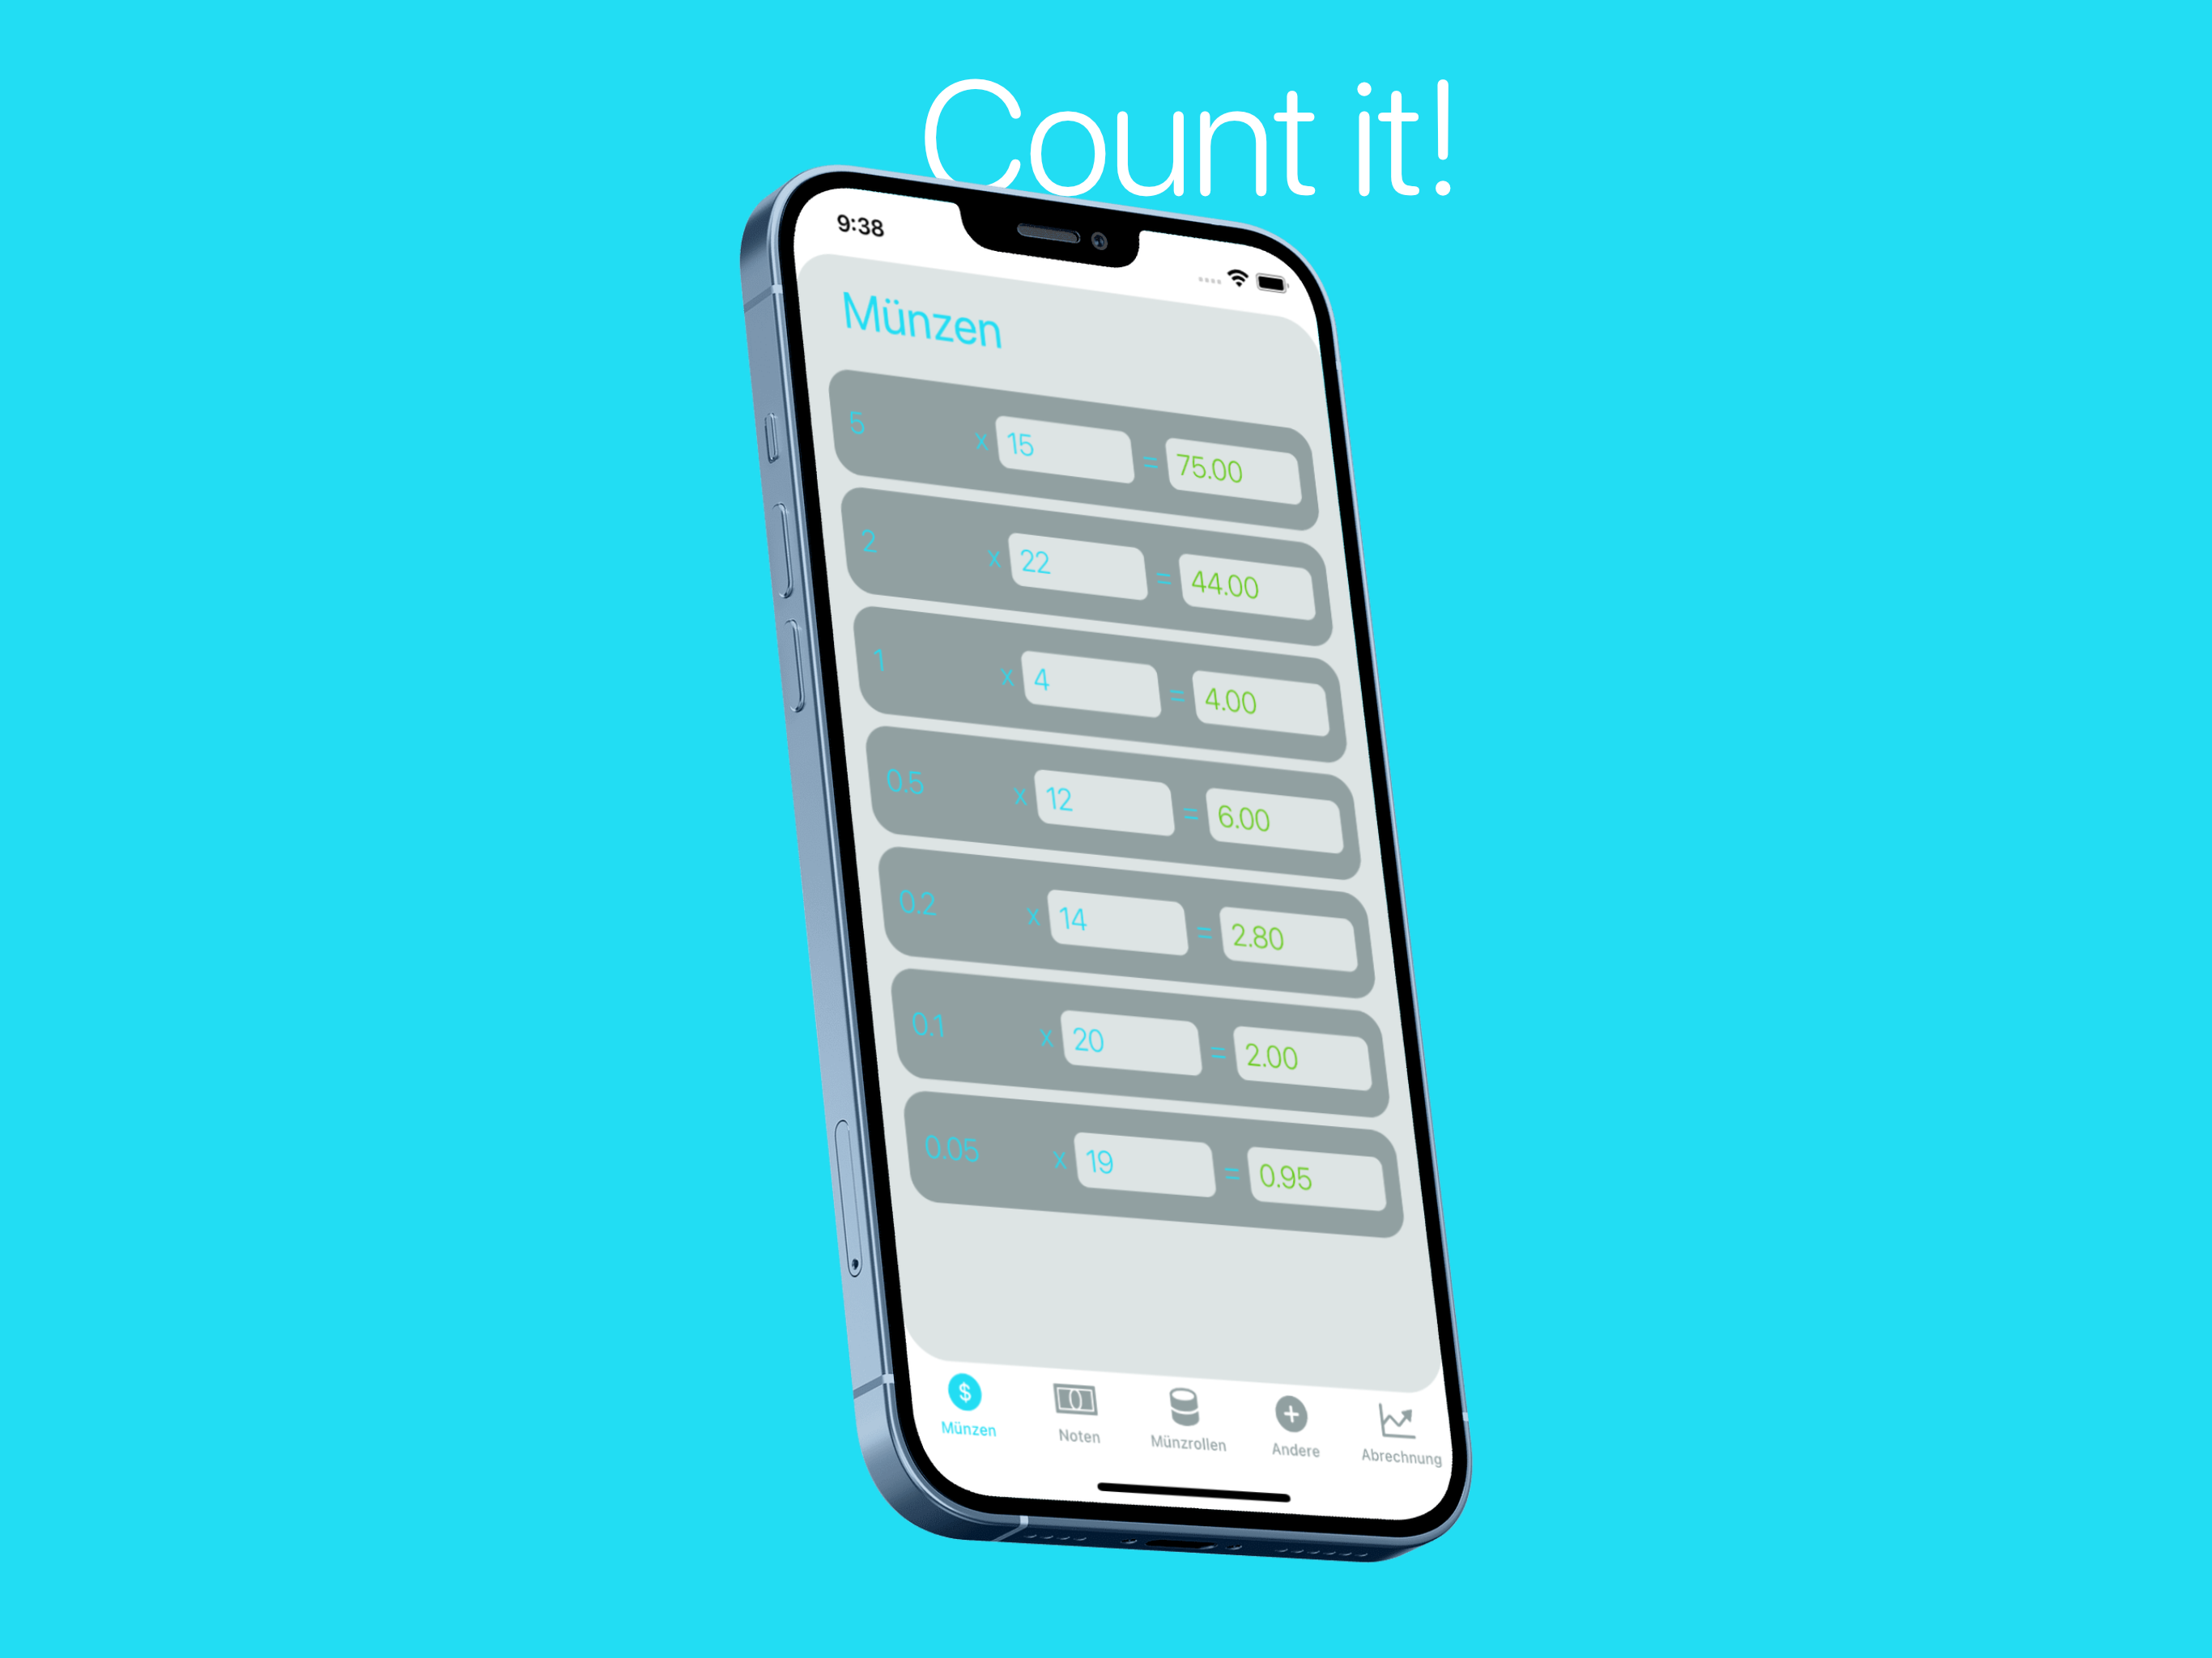 Count it!
9:38
Münzen
5 x 15 = 75.00
2 x 22 = 44.00
1 x 4 = 4.00
0.5 x 12 = 6.00
0.2 x 14 = 2.80
0.1 x 20 = 2.00
0.05 x 19 = 0.95
$
Münzen Noten Münzrollen Andere Abrechnung